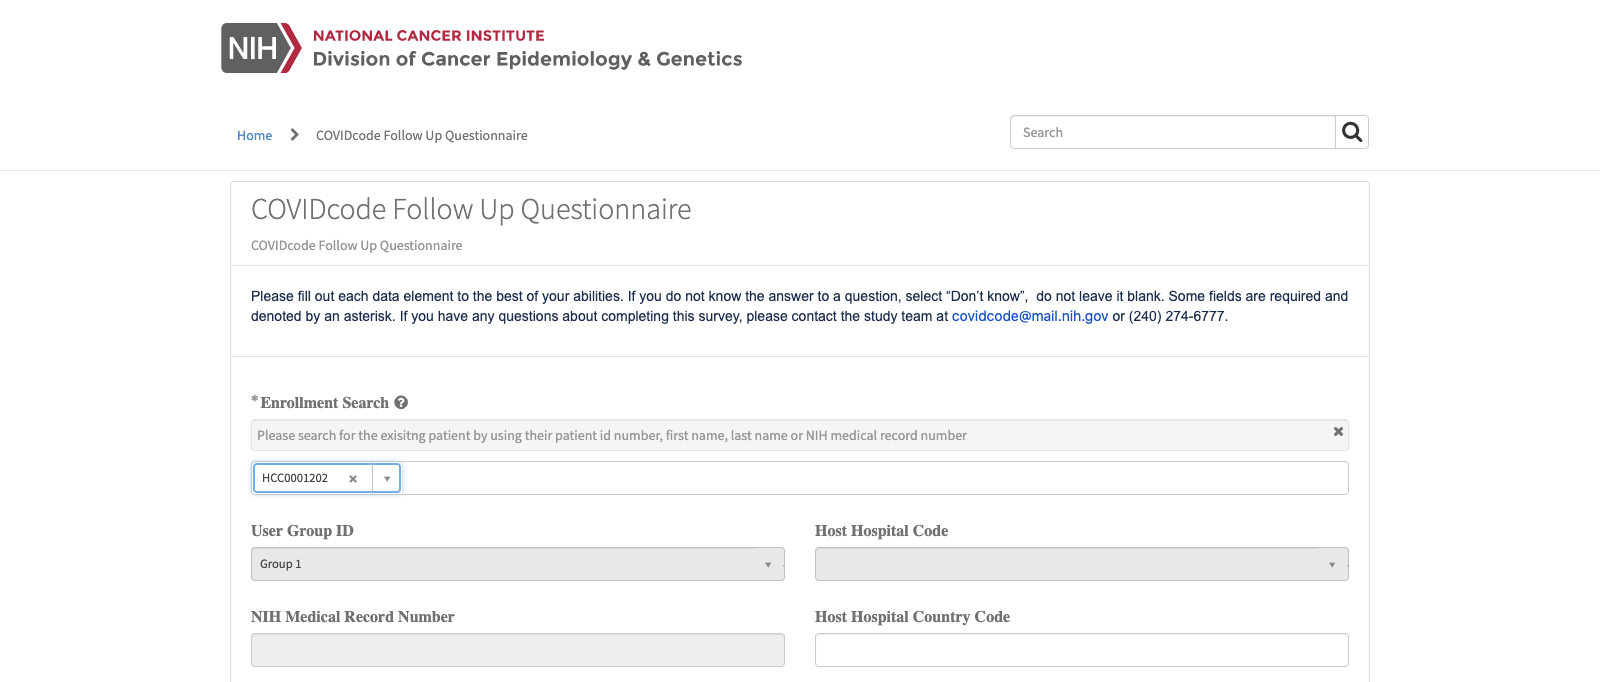 NIH
NATIONAL CANCER INSTITUTE
Division of Cancer Epidemiology & Genetics
Home
COVIDcode Follow Up Questionnaire
Search
COVIDcode Follow Up Questionnaire
COVIDcode Follow Up Questionnaire
Please fill out each data element to the best of your abilities. If you do not know the answer to a question, select “Don’t know”,  do not leave it blank. Some fields are required and
denoted by an asterisk. If you have any questions about completing this survey, please contact the study team at covidcode@mail.nih.gov or (240) 274-6777.
*Enrollment Search
Please search for the exisitng patient by using their patient id number, first name, last name or NIH medical record number
HCC0001202
User Group ID
Host Hospital Code
Group 1
NIH Medical Record Number
Host Hospital Country Code